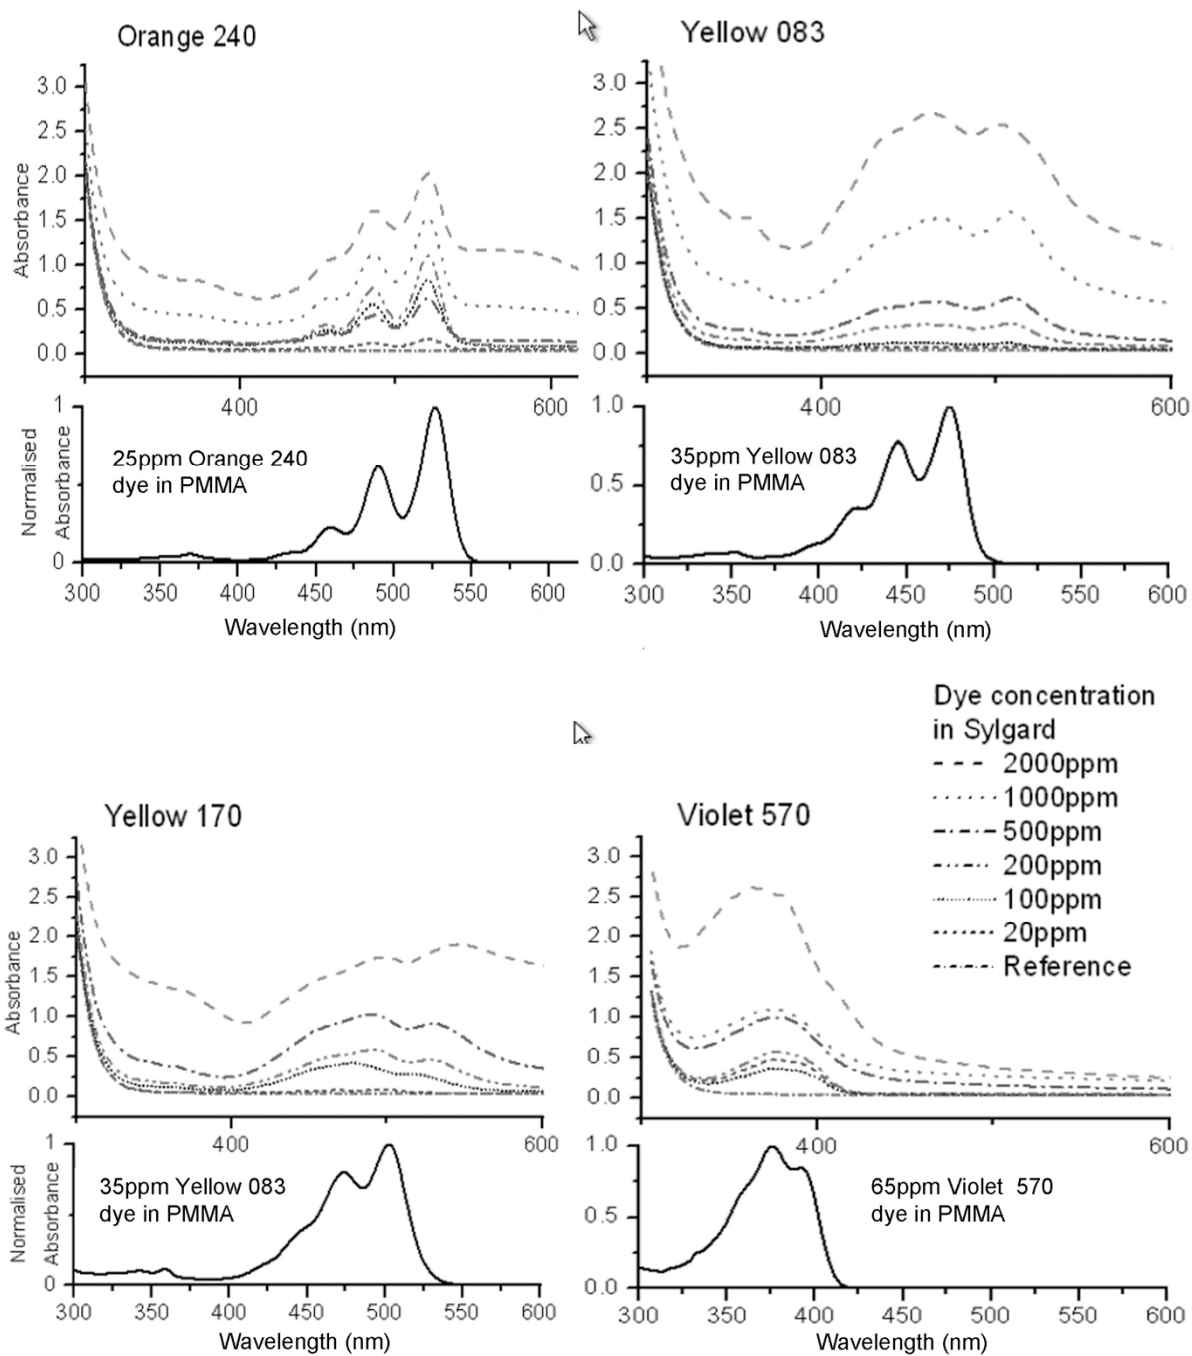 Orange 240
Absorbance
3.0
2.5
2.0
1.5
1.0
0.5
0.0
400
600
Normalised
Absorbance
1
0
25ppm Orange 240
dye in PMMA
300
350
400
450
500
550
600
Wavelength (nm)
Yellow 083
3.0
2.5
2.0
1.5
1.0
0.5
0.0
400
600
1.0
0.5
0.0
35ppm Yellow 083
dye in PMMA
300
350
400
450
500
550
600
Wavelength (nm)
Dye concentration
in Sylgard
2000ppm
1000ppm
500ppm
200ppm
100ppm
20ppm
Reference
Yellow 170
Absorbance
3.0
2.5
2.0
1.5
1.0
0.5
0.0
400
600
Normalised
Absorbance
1
0
35ppm Yellow 083
dye in PMMA
300
350
400
450
500
550
600
Wavelength (nm)
Violet 570
3.0
2.5
2.0
1.5
1.0
0.5
0.0
400
600
1.0
0.5
0.0
65ppm Violet 570
dye in PMMA
300
350
400
450
500
550
600
Wavelength (nm)